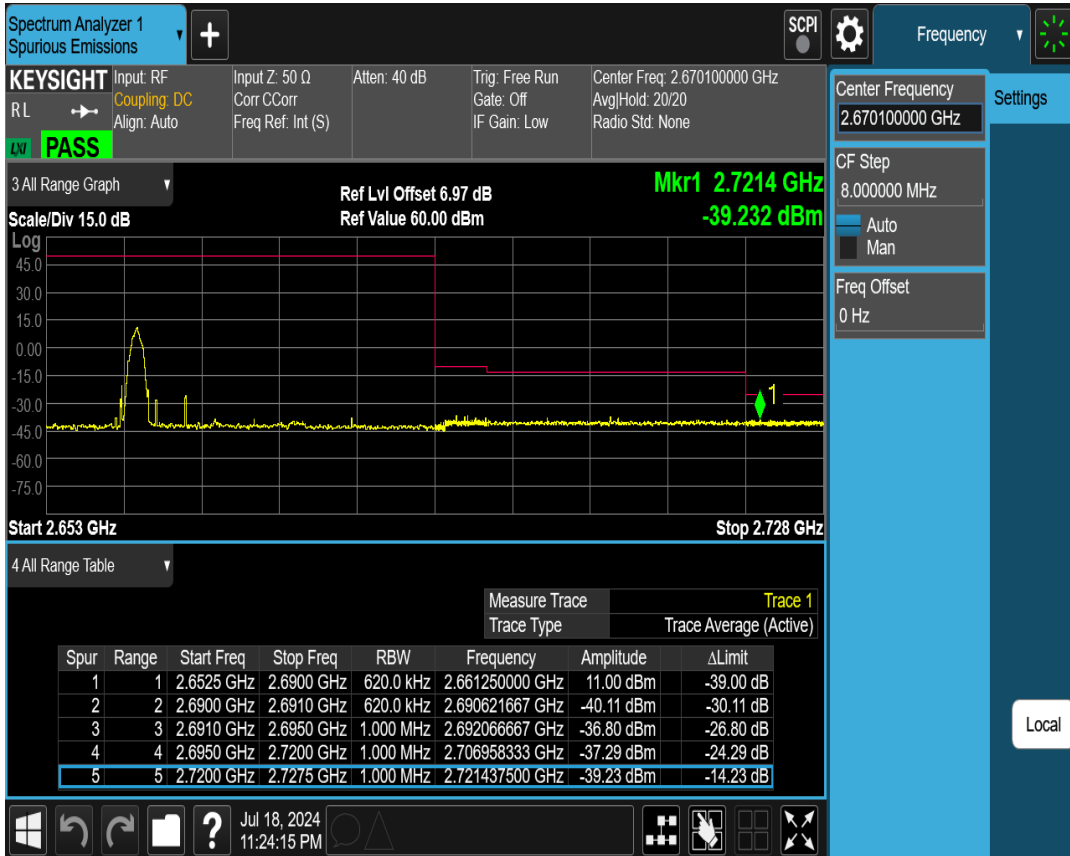 Spectrum Analyzer 1
Spurious Emissions
+
SCPI
Frequency
KEYSIGHT
RL
LXI
PASS
Input: RF
Coupling: DC
Align: Auto
Input Z: 50 Ω
Corr CCorr
Freq Ref: Int (S)
Atten: 40 dB
Trig: Free Run
Gate: Off
IF Gain: Low
Center Freq: 2.670100000 GHz
Avg|Hold: 20/20
Radio Std: None
Center Frequency
2.670100000 GHz
Settings
CF Step
8.000000 MHz
Auto
Man
Freq Offset
0 Hz
3 All Range Graph
Scale/Div 15.0 dB
Ref Lvl Offset 6.97 dB
Ref Value 60.00 dBm
Mkr1 2.7214 GHz
-39.232 dBm
Log
45.0
30.0
15.0
0.00
-15.0
-30.0
-45.0
-60.0
-75.0
1
Start 2.653 GHz Stop 2.728 GHz
4 All Range Table
Measure Trace Trace 1
Trace Type Trace Average (Active)
Spur Range Start Freq Stop Freq RBW Frequency Amplitude ΔLimit
1 1 2.6525 GHz 2.6900 GHz 620.0 kHz 2.661250000 GHz 11.00 dBm -39.00 dB
2 2 2.6900 GHz 2.6910 GHz 620.0 kHz 2.690621667 GHz -40.11 dBm -30.11 dB
3 3 2.6910 GHz 2.6950 GHz 1.000 MHz 2.692066667 GHz -36.80 dBm -26.80 dB
4 4 2.6950 GHz 2.7200 GHz 1.000 MHz 2.706958333 GHz -37.29 dBm -24.29 dB
5 5 2.7200 GHz 2.7275 GHz 1.000 MHz 2.721437500 GHz -39.23 dBm -14.23 dB
Local
?
Jul 18, 2024
11:24:15 PM